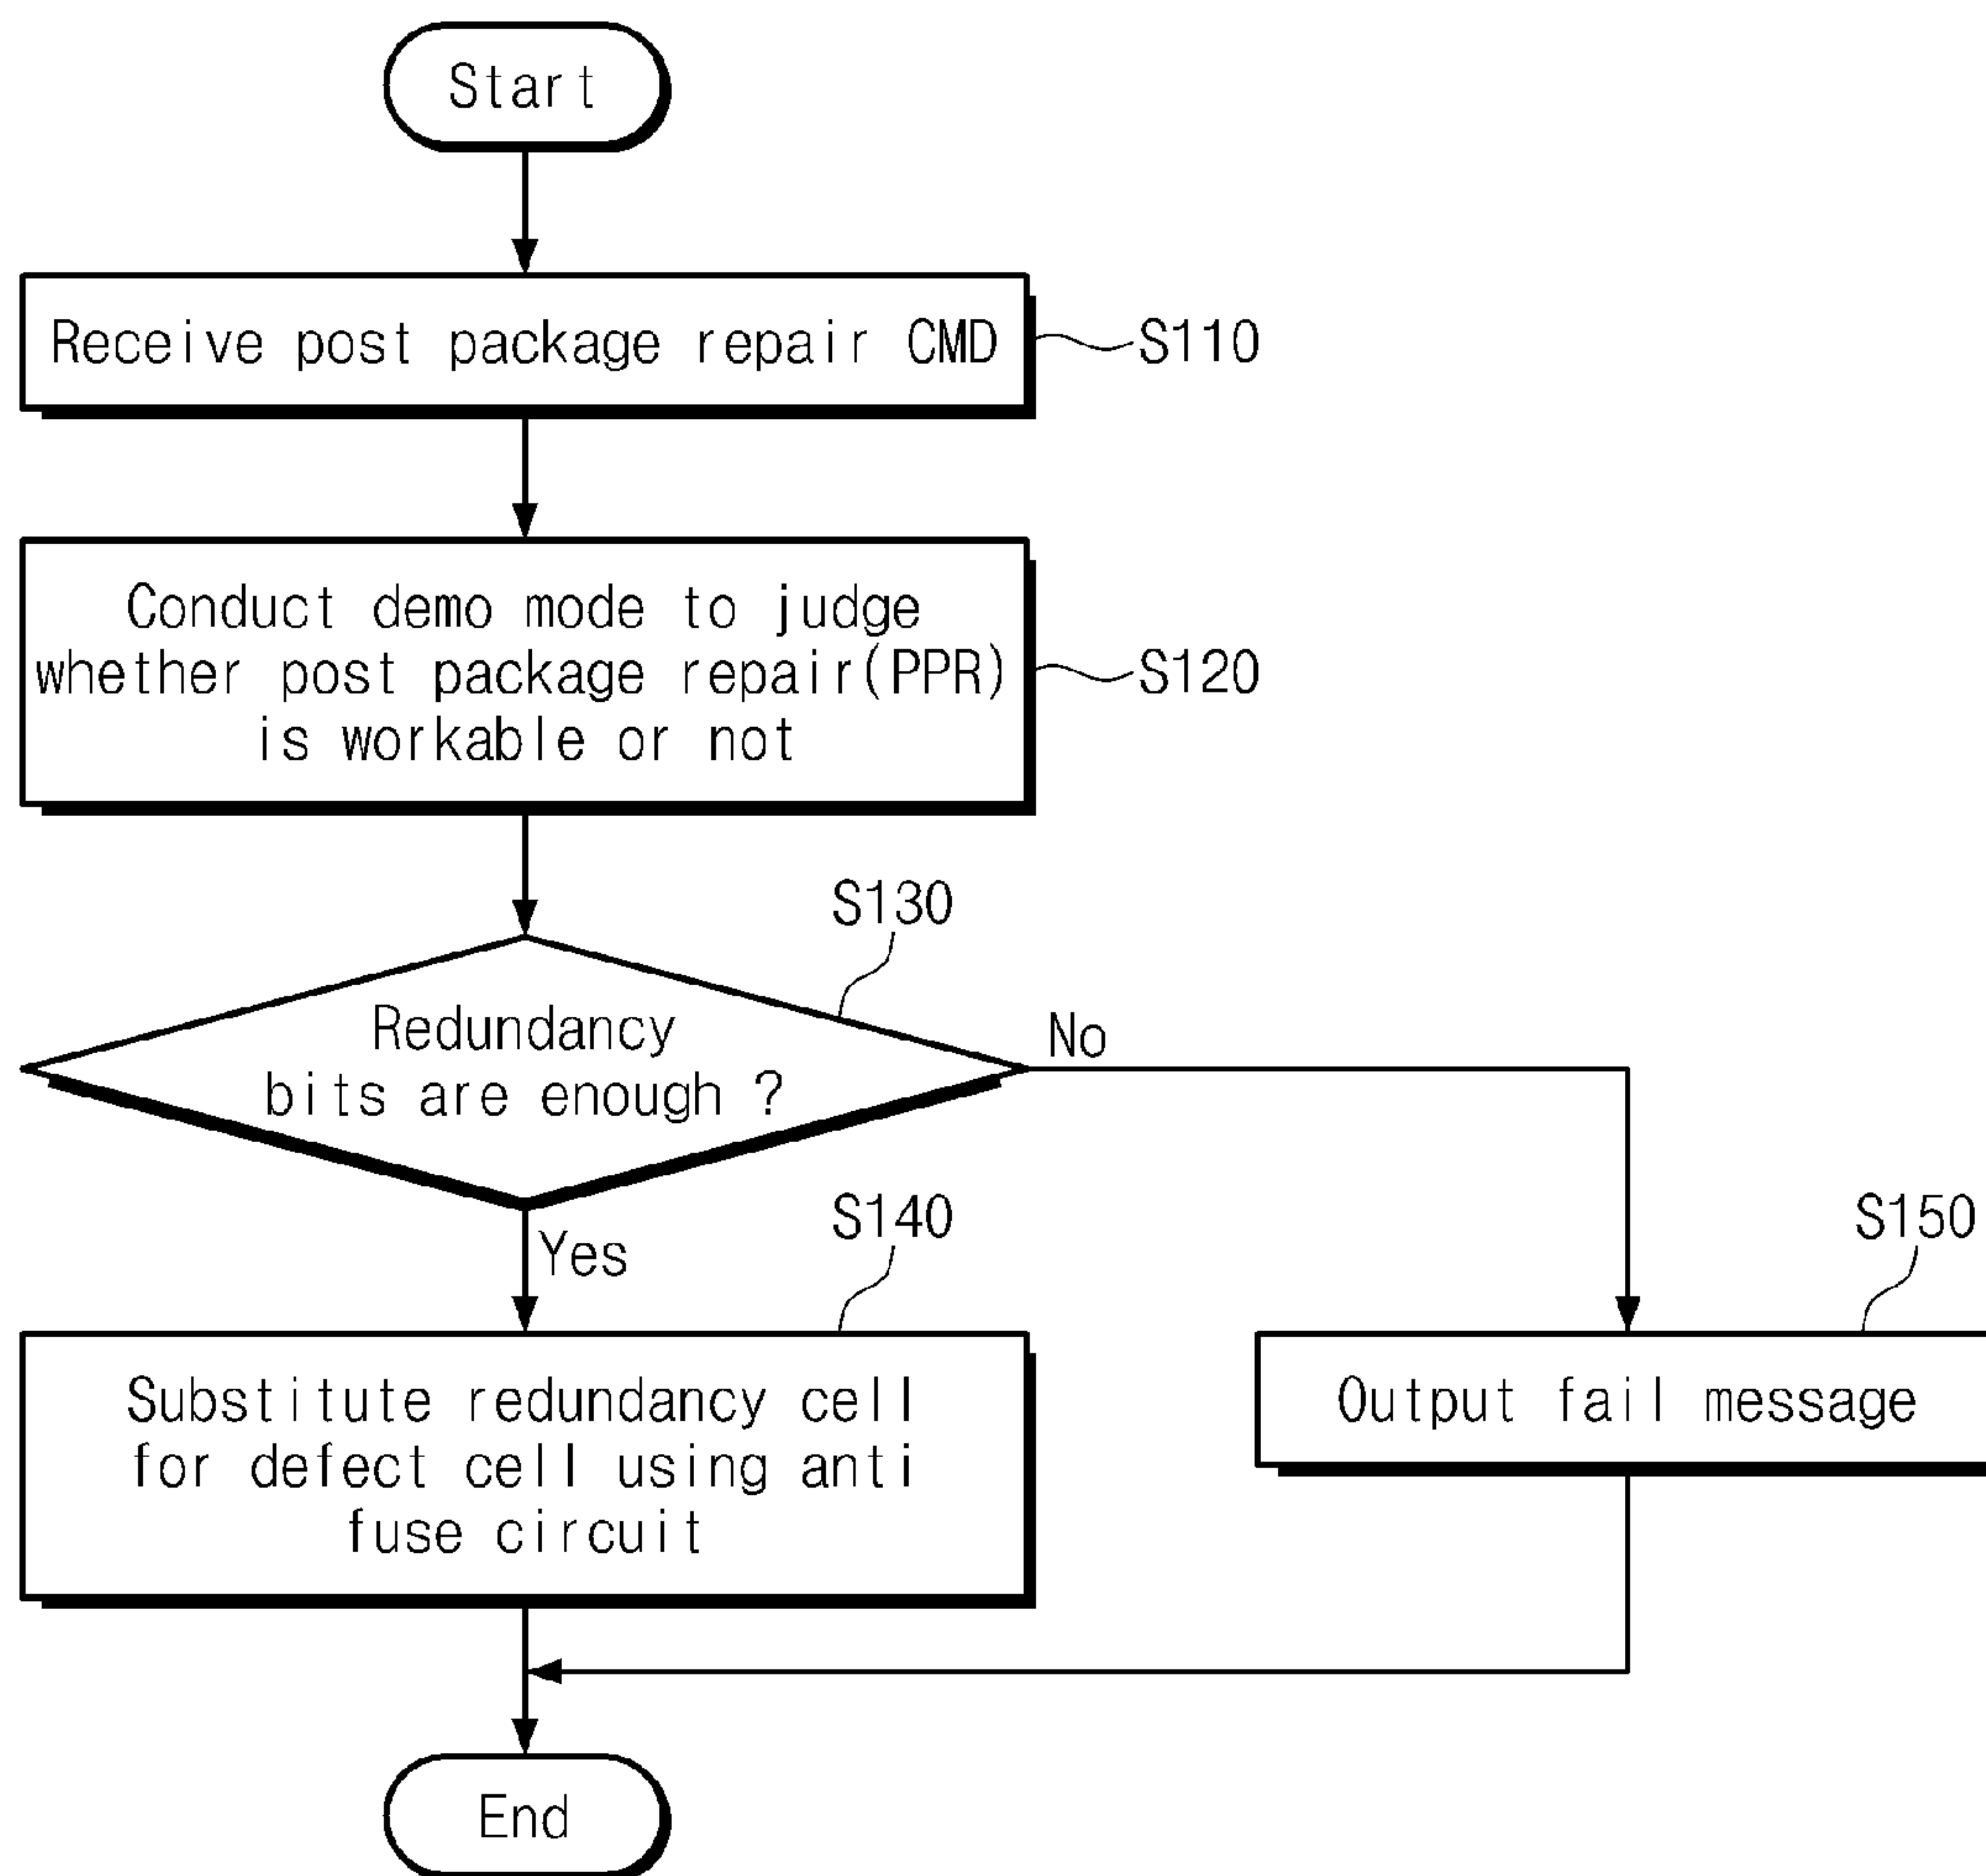 Start
Receive post package repair CMD
S110
Conduct demo mode to judge
whether post package repair(PPR)
is workable or not
S120
S130
Redundancy
bits are enough ?
No
Yes
S140
Substitute redundancy cell
for defect cell using anti
fuse circuit
S150
Output fail message
End